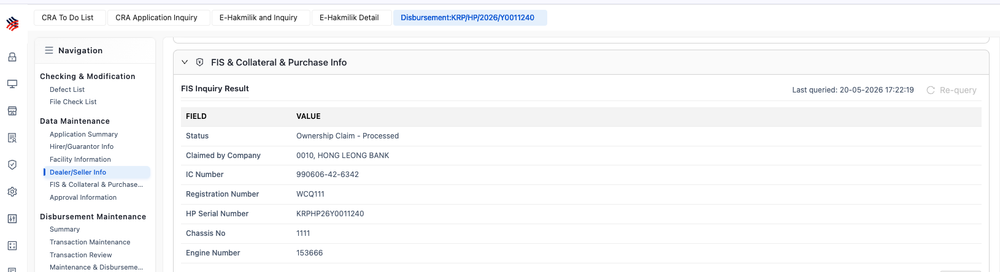 CRA To Do List
CRA Application Inquiry
E-Hakmilik and Inquiry
E-Hakmilik Detail
Disbursement:KRP/HP/2026/Y0011240
Navigation
Checking & Modification
Defect List
File Check List
Data Maintenance
Application Summary
Hirer/Guarantor Info
Facility Information
Dealer/Seller Info
FIS & Collateral & Purchase...
Approval Information
Disbursement Maintenance
Summary
Transaction Maintenance
Transaction Review
Maintenance & Disburseme...
FIS & Collateral & Purchase Info
FIS Inquiry Result
Last queried: 20-05-2026 17:22:19 Re-query
FIELD VALUE
Status Ownership Claim - Processed
Claimed by Company 0010, HONG LEONG BANK
IC Number 990606-42-6342
Registration Number WCQ111
HP Serial Number KRPHP26Y0011240
Chassis No 1111
Engine Number 153666